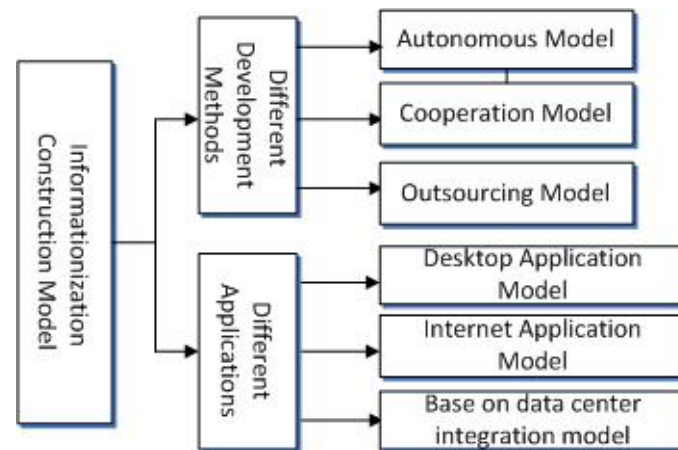 Informationization
Construction Model
Different
Development
Methods
Autonomous Model
Cooperation Model
Outsourcing Model
Different
Applications
Desktop Application
Model
Internet Application
Model
Base on data center
integration model